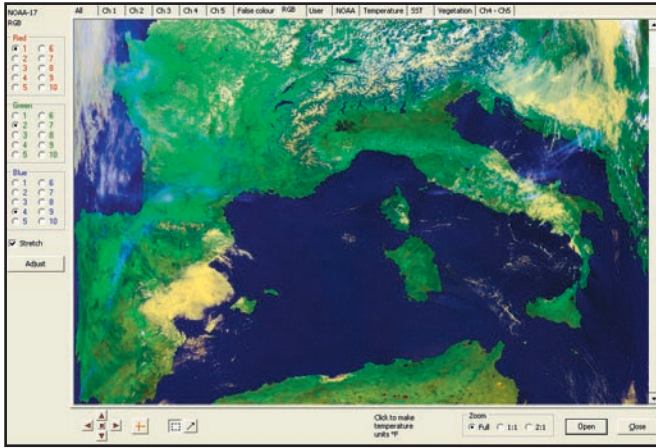 NOAA-17
RGB
All Ch 1 Ch 2 Ch 3 Ch 4 Ch 5 False colour RGB User NOAA Temperature SST Vegetation Ch4 - Ch5
Red
1 6
2 7
3 8
4 9
5 10
Green
1 6
2 7
3 8
4 9
5 10
Blue
1 6
2 7
3 8
4 9
5 10
Stretch
Adjust
Click to make
temperature
units °F
Zoom
Full 1:1 2:1
Open
Close